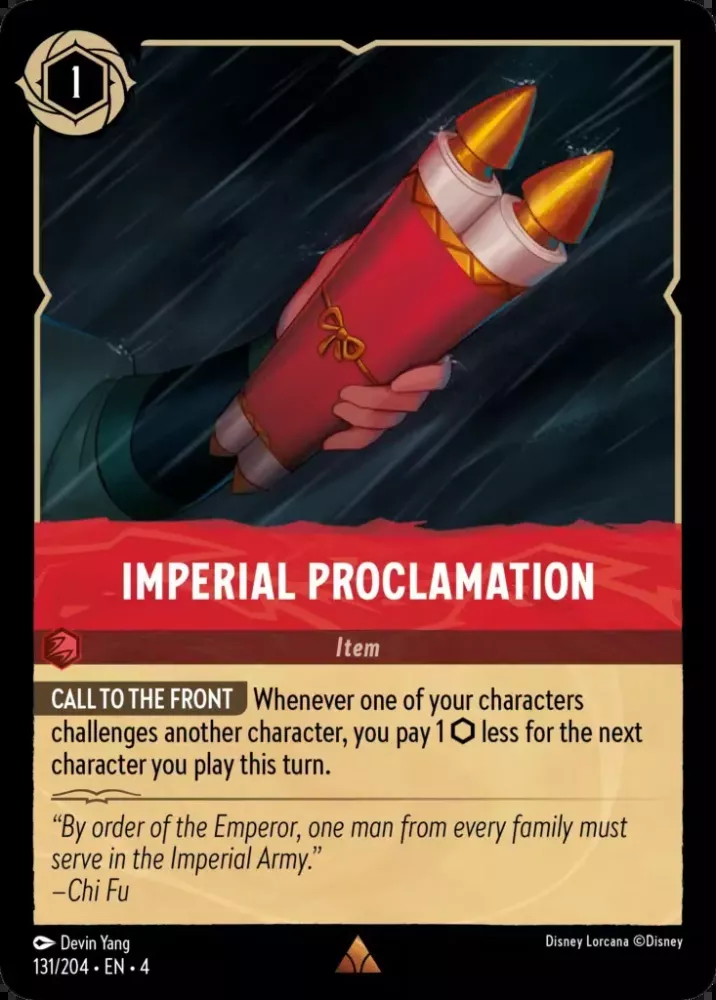 1
IMPERIAL PROCLAMATION
Item
CALL TO THE FRONT Whenever one of your characters
challenges another character, you pay 1 ⬡ less for the next
character you play this turn.
“By order of the Emperor, one man from every family must
serve in the Imperial Army.”
–Chi Fu
Devin Yang
Disney Lorcana ©Disney
131/204 • EN • 4